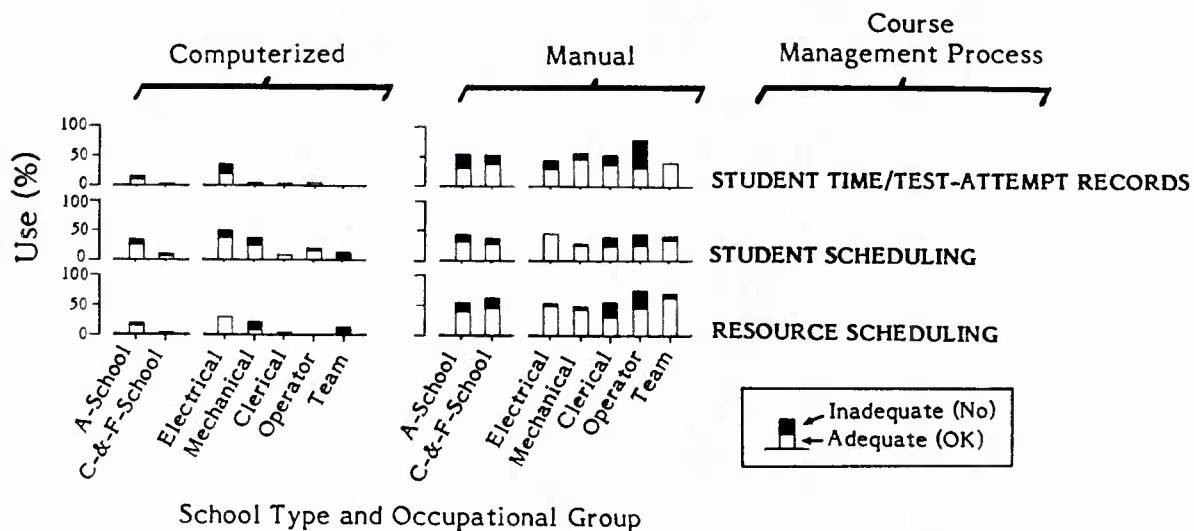 Computerized
Manual
Course
Management Process
Use (%)
100
50
0
STUDENT TIME/TEST-ATTEMPT RECORDS
100
50
0
STUDENT SCHEDULING
100
50
0
RESOURCE SCHEDULING
A-School
C-&-F-School
Electrical
Mechanical
Clerical
Operator
Team
A-School
C-&-F-School
Electrical
Mechanical
Clerical
Operator
Team
Inadequate (No)
Adequate (OK)
School Type and Occupational Group